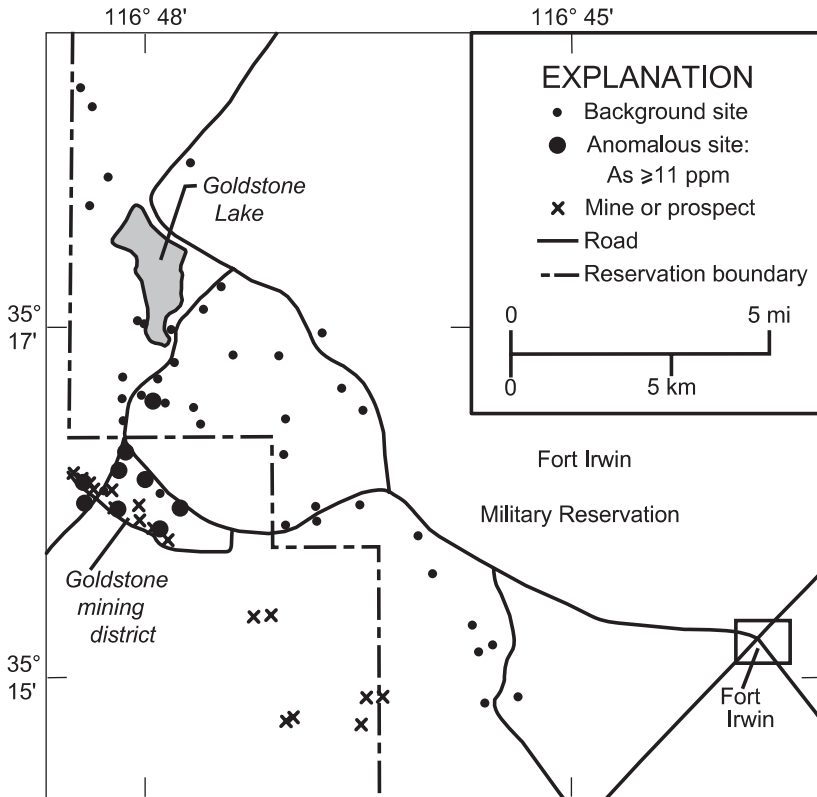 116° 48'
116° 45'
EXPLANATION
Background site
Anomalous site:
As ⩾11 ppm
Mine or prospect
Road
Reservation boundary
0
5 mi
0
5 km
Goldstone
Lake
35°
17'
Fort Irwin
Military Reservation
Goldstone
mining
district
35°
15'
Fort
Irwin